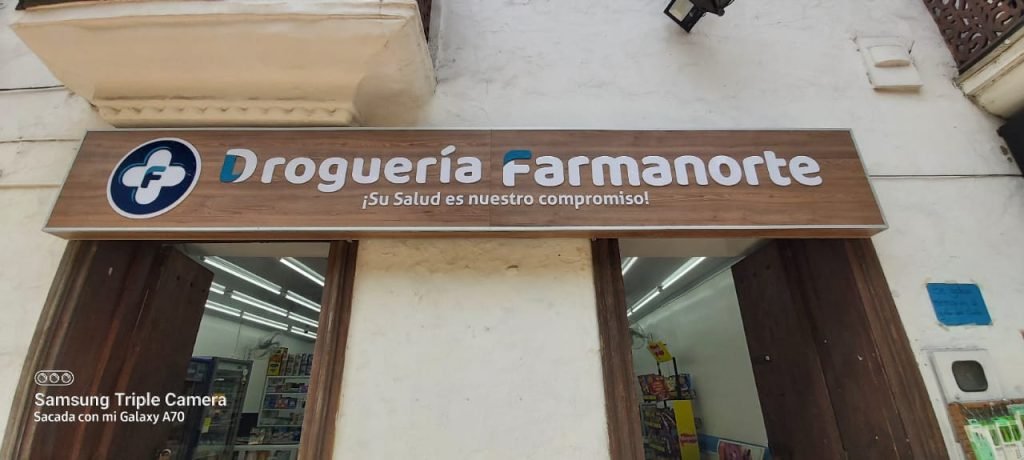 Droguería Farmanorte
¡Su Salud es nuestro compromiso!
Samsung Triple Camera
Sacada con mi Galaxy A70